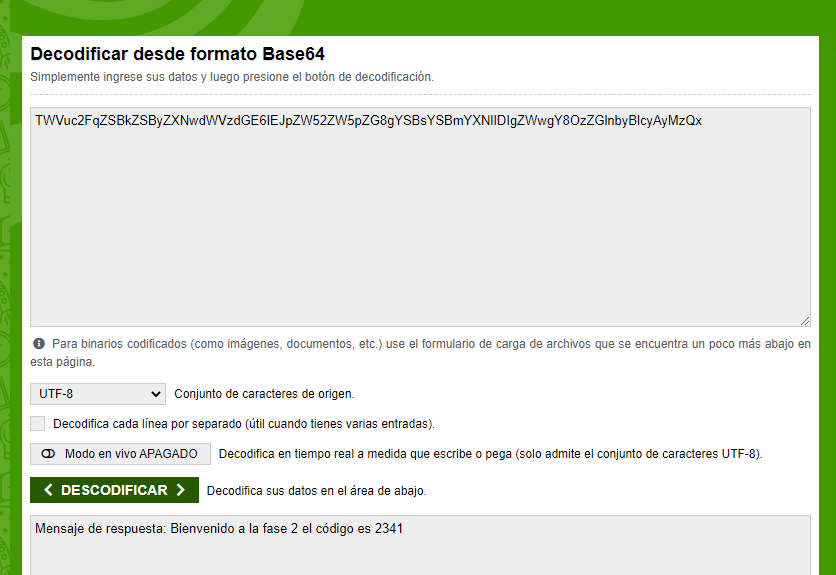 Decodificar desde formato Base64
Simplemente ingrese sus datos y luego presione el botón de decodificación.
TWVuc2FqZSBkZSByZXNwdWVzdGE6IEJpZW52ZW5pZG8gYSBsYSBmYXNlIDIgZWwgY8OzZGlnbyBlcyAyMzQx
Para binarios codificados (como imágenes, documentos, etc.) use el formulario de carga de archivos que se encuentra un poco más abajo en
esta página.
UTF-8 Conjunto de caracteres de origen.
Decodifica cada línea por separado (útil cuando tienes varias entradas).
Modo en vivo APAGADO Decodifica en tiempo real a medida que escribe o pega (solo admite el conjunto de caracteres UTF-8).
DESCODIFICAR Decodifica sus datos en el área de abajo.
Mensaje de respuesta: Bienvenido a la fase 2 el código es 2341